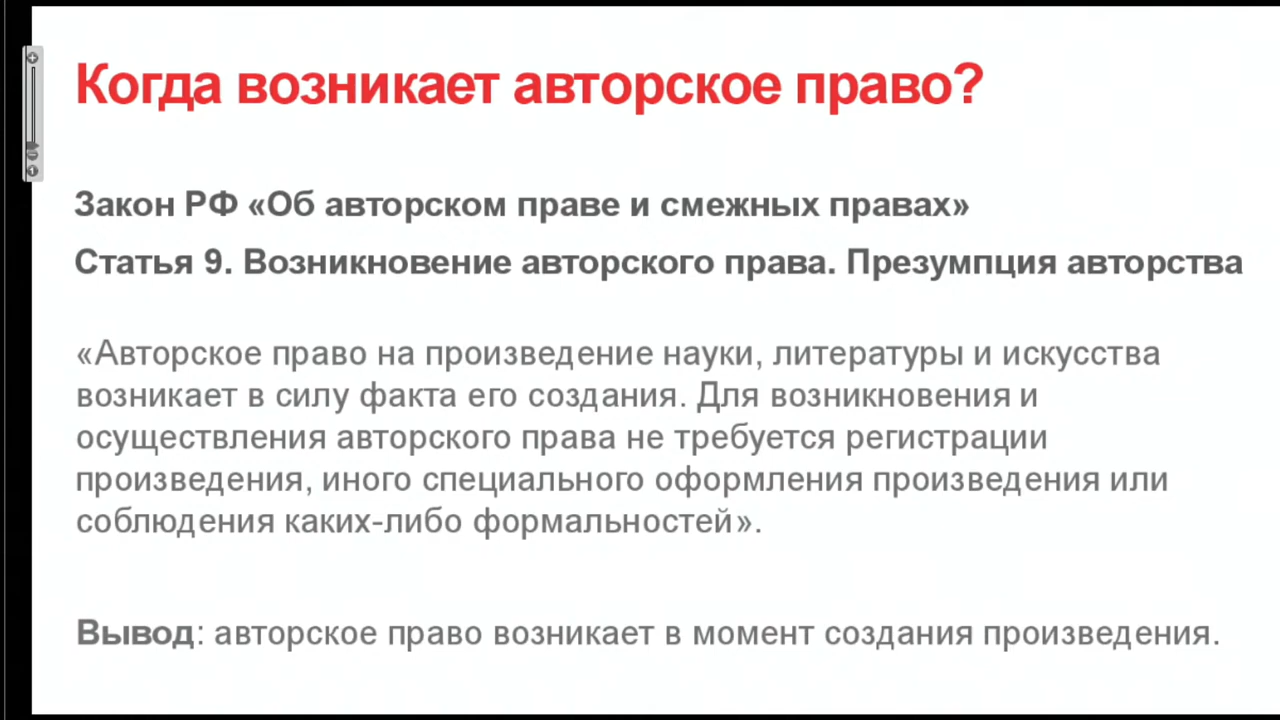 Когда возникает авторское право?
Закон РФ «Об авторском праве и смежных правах»
Статья 9. Возникновение авторского права. Презумпция авторства
«Авторское право на произведение науки, литературы и искусства
возникает в силу факта его создания. Для возникновения и
осуществления авторского права не требуется регистрации
произведения, иного специального оформления произведения или
соблюдения каких-либо формальностей».
Вывод: авторское право возникает в момент создания произведения.